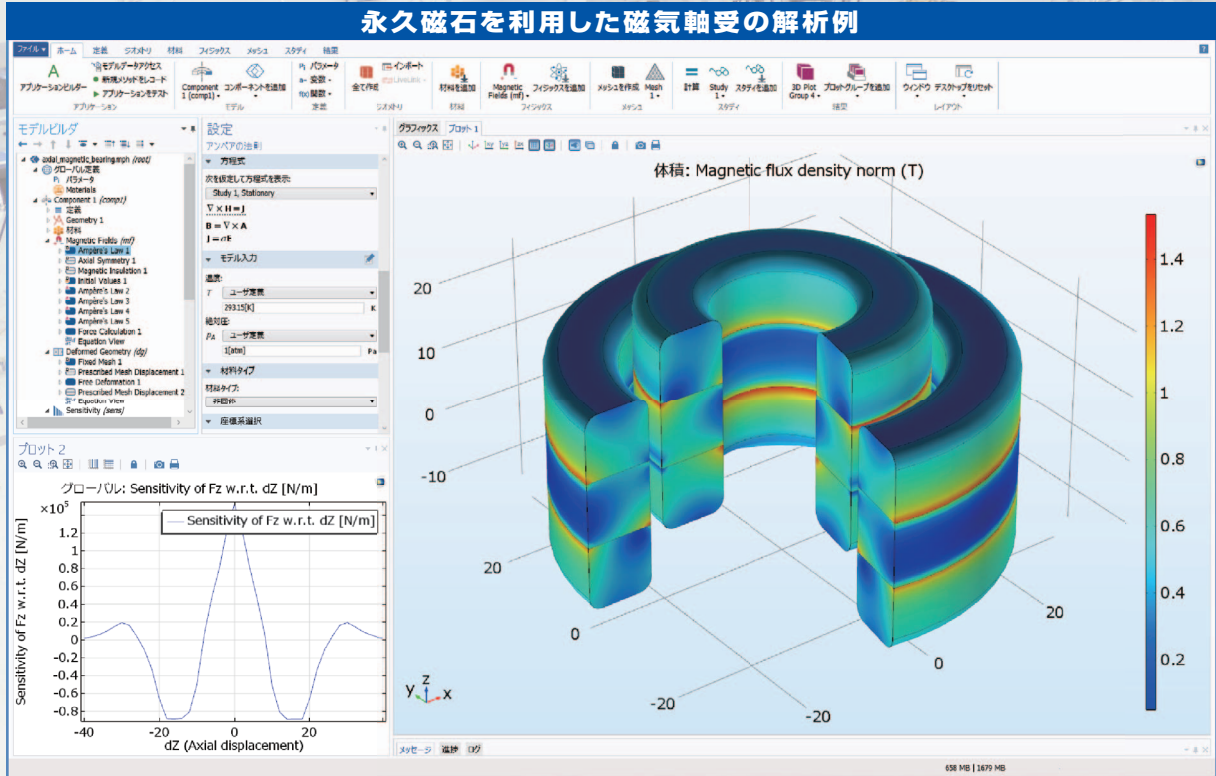 永久磁石を利用した磁気軸受の解析例
ファイル ホーム 定義 ジオメトリ 材料 フィジックス メッシュ スタディ 結果
アプリケーションビルダー
モデルデータアクセス
新規メソッドをレコード
アプリケーションをテスト
アプリケーション
Component 1 (comp1)
コンポーネントを追加
モデル
Pi パラメータ
a= 変数
f(x) 関数
定義
全て作成
インポート
LiveLink
ジオメトリ
材料を追加
材料
Magnetic Fields (mf)
フィジックスを追加
フィジックス
メッシュを作成
Mesh 1
メッシュ
計算
Study 1
スタディを追加
スタディ
3D Plot Group 4
プロットグループを追加
結果
ウィンドウ
デスクトップをリセット
レイアウト
モデルビルダ
axial_magnetic_bearing.mph (root)
グローバル定義
Pi パラメータ
Materials
Component 1 (comp1)
定義
Geometry 1
材料
Magnetic Fields (mf)
Ampère's Law 1
Axial Symmetry 1
Magnetic Insulation 1
Initial Values 1
Ampère's Law 2
Ampère's Law 3
Ampère's Law 4
Ampère's Law 5
Force Calculation 1
Equation View
Deformed Geometry (dg)
Fixed Mesh 1
Prescribed Mesh Displacement 1
Free Deformation 1
Prescribed Mesh Displacement 2
Equation View
Sensitivity (sens)
設定
アンペアの法則
方程式
次を仮定して方程式を表示:
Study 1, Stationary
∇ × H = J
B = ∇ × A
J = σE
モデル入力
温度:
T ユーザ定義
293.15[K] K
絶対圧:
pA ユーザ定義
1[atm] Pa
材料タイプ
材料タイプ:
非固体
座標系選択
グラフィックス プロット 1
体積: Magnetic flux density norm (T)
20
10
0
-10
20
0
-20
-20
0
20
y z x
1.4
1.2
1
0.8
0.6
0.4
0.2
プロット 2
グローバル: Sensitivity of Fz w.r.t. dZ [N/m]
×10⁵
Sensitivity of Fz w.r.t. dZ [N/m]
Sensitivity of Fz w.r.t. dZ [N/m]
1.2
1
0.8
0.6
0.4
0.2
0
-0.2
-0.4
-0.6
-0.8
-40 -20 0 20
dZ (Axial displacement)
メッセージ 進捗 ログ
658 MB | 1679 MB